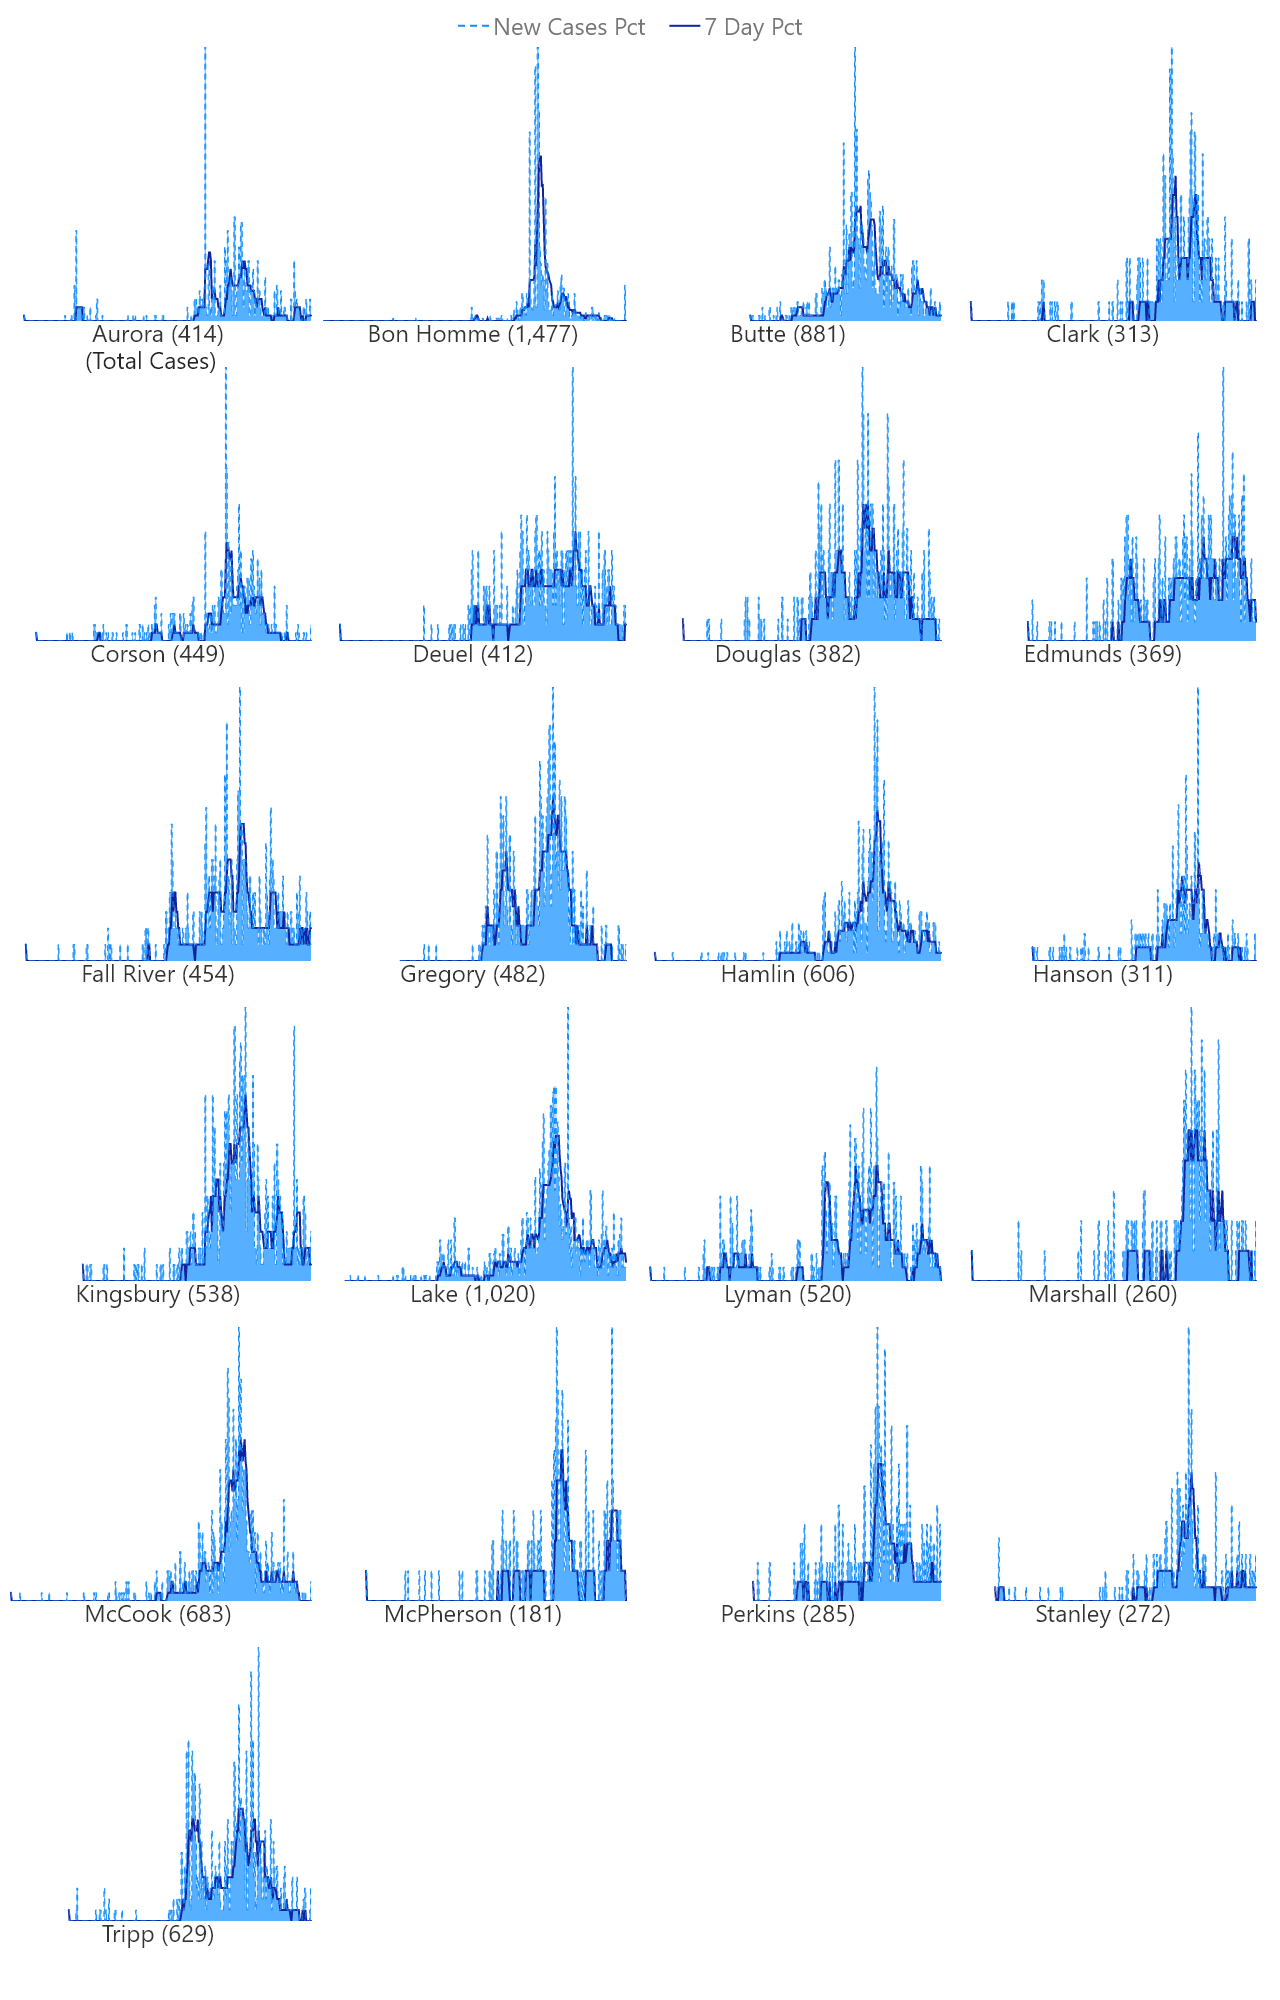 New Cases Pct 7 Day Pct
Aurora (414) Bon Homme (1,477) Butte (881) Clark (313)
(Total Cases)
Corson (449) Deuel (412) Douglas (382) Edmunds (369)
Fall River (454) Gregory (482) Hamlin (606) Hanson (311)
Kingsbury (538) Lake (1,020) Lyman (520) Marshall (260)
McCook (683) McPherson (181) Perkins (285) Stanley (272)
Tripp (629)